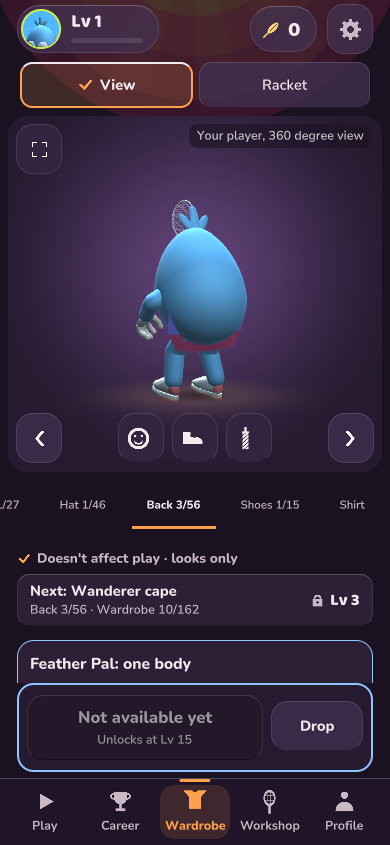 Lv 1
0
View
Racket
Your player, 360 degree view
/27
Hat 1/46
Back 3/56
Shoes 1/15
Shirt
Doesn't affect play · looks only
Next: Wanderer cape
Back 3/56 · Wardrobe 10/162
Lv 3
Feather Pal: one body
Not available yet
Unlocks at Lv 15
Drop
Play
Career
Wardrobe
Workshop
Profile